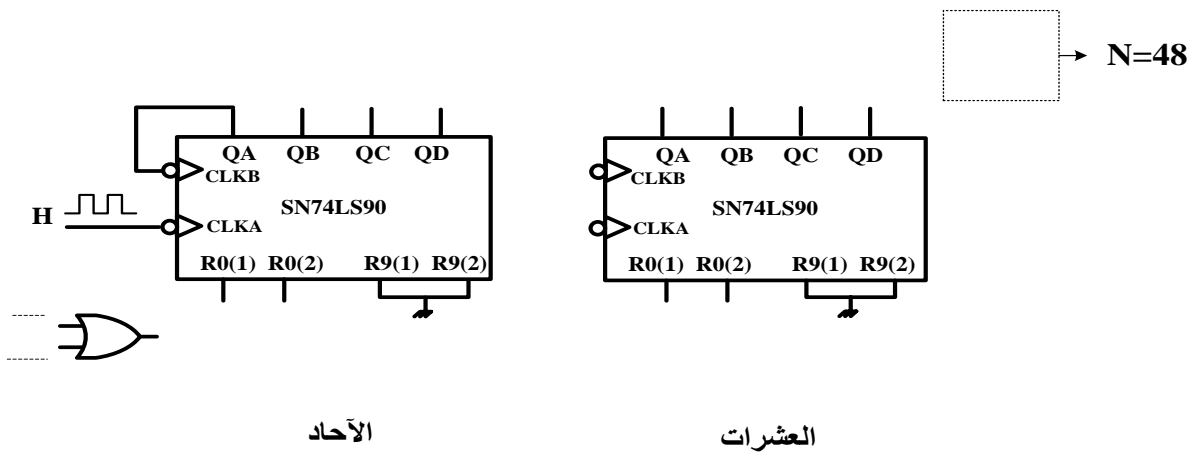 N=48
QA QB QC QD
CLKB
SN74LS90
H
CLKA
R0(1) R0(2) R9(1) R9(2)
QA QB QC QD
CLKB
SN74LS90
CLKA
R0(1) R0(2) R9(1) R9(2)
الآحاد
العشرات